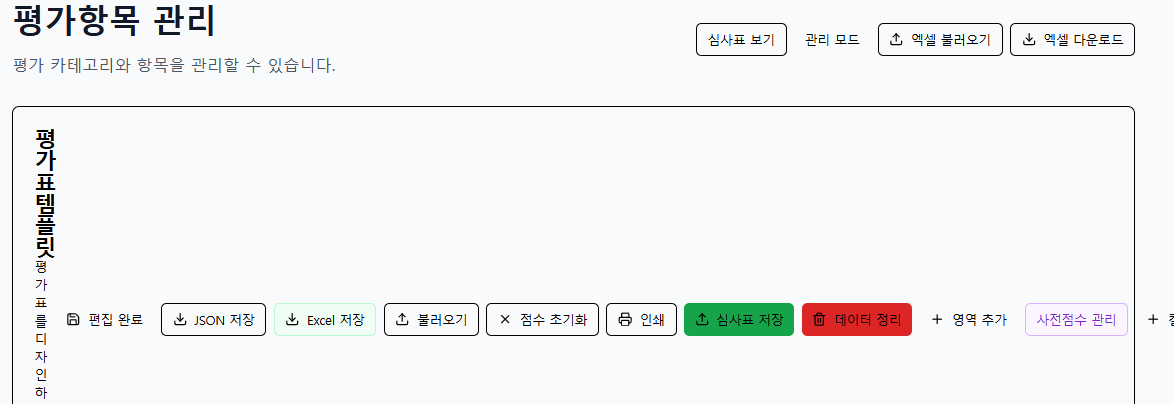 평가항목 관리
평가 카테고리와 항목을 관리할 수 있습니다.
심사표 보기 관리 모드 엑셀 불러오기 엑셀 다운로드
평
가
표
템
플
릿
평
가
표
를
디
자
인
하
편집 완료 JSON 저장 Excel 저장 불러오기 점수 초기화 인쇄 심사표 저장 데이터 정리 영역 추가 사전점수 관리